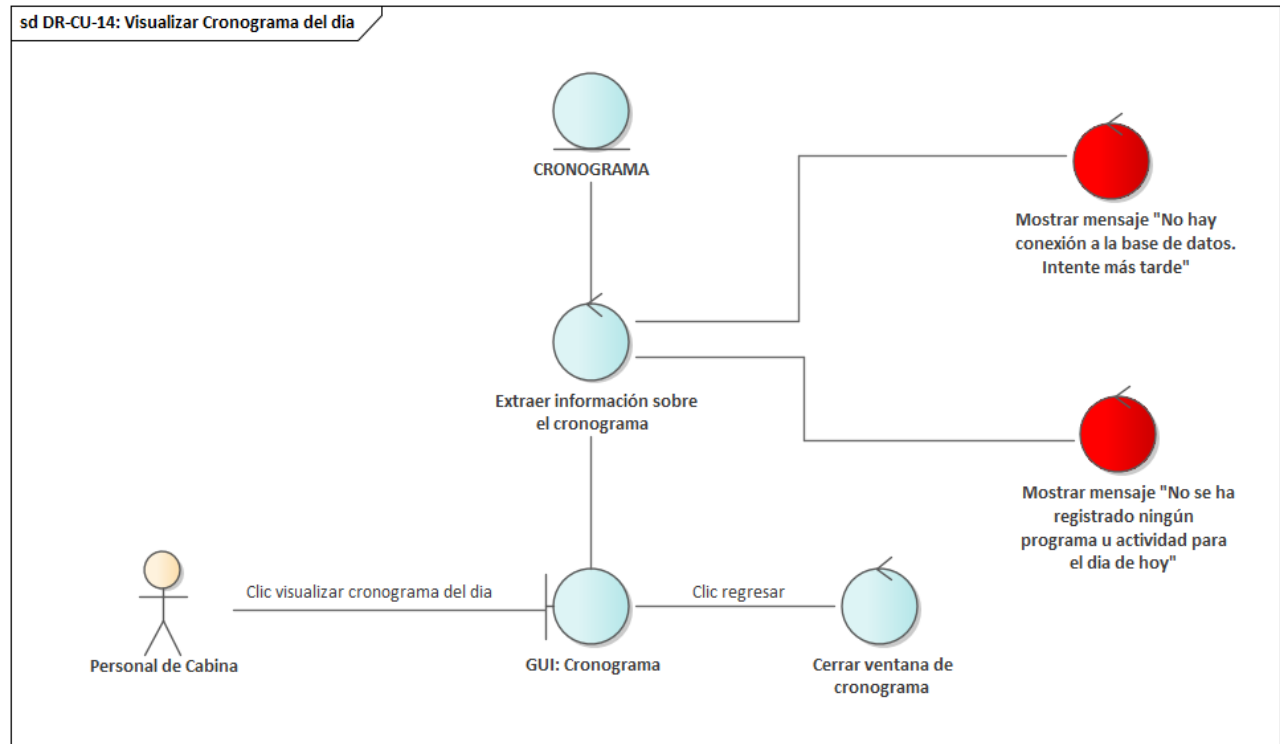 sd DR-CU-14: Visualizar Cronograma del dia
CRONOGRAMA
Mostrar mensaje "No hay
conexión a la base de datos.
Intente más tarde"
Extraer información sobre
el cronograma
Mostrar mensaje "No se ha
registrado ningún
programa u actividad para
el dia de hoy"
Clic visualizar cronograma del dia
Clic regresar
Personal de Cabina
GUI: Cronograma
Cerrar ventana de
cronograma